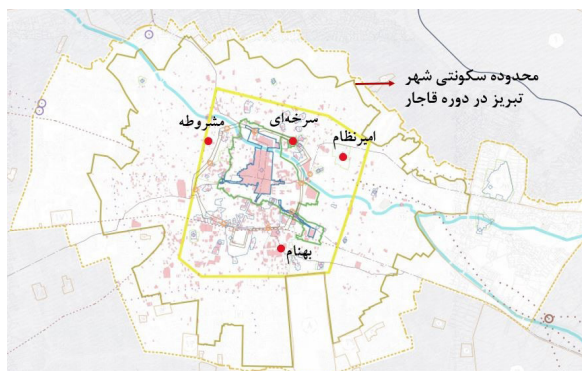 محدوده سکونتی شهر
تبریز در دوره قاجار
سرخه‌ای
مشروطه
امیرنظام
بهنام